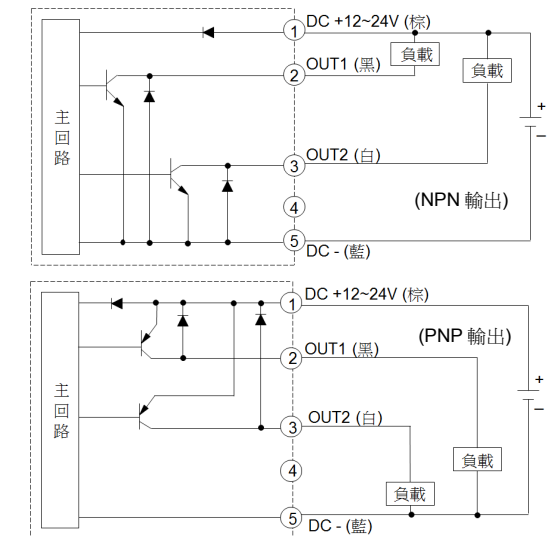 DC +12~24V (棕)
1
負載
OUT1 (黑)
2
負載
+
主回路
−
OUT2 (白)
3
4
(NPN 輸出)
5
DC - (藍)
DC +12~24V (棕)
1
(PNP 輸出)
OUT1 (黑)
2
+
主回路
−
OUT2 (白)
3
負載
4
負載
5
DC - (藍)